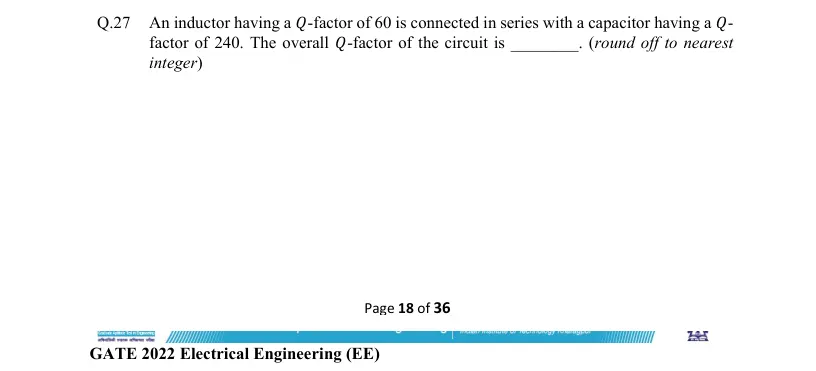 Q.27 An inductor having a Q-factor of 60 is connected in series with a capacitor having a Q-
factor of 240. The overall Q-factor of the circuit is ________. (round off to nearest
integer)
Page 18 of 36
GATE 2022 Electrical Engineering (EE)